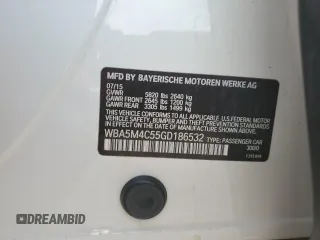 MFD BY BAYERISCHE MOTOREN WERKE AG
07/15
GVWR 5820 lbs 2640 kg
GAWR FRONT 2645 lbs 1200 kg
GAWR REAR 3305 lbs 1499 kg
THIS VEHICLE CONFORMS TO ALL APPLICABLE U.S. FEDERAL MOTOR
VEHICLE SAFETY, BUMPER, AND THEFT PREVENTION STANDARDS
IN EFFECT ON THE DATE OF MANUFACTURE SHOWN ABOVE.
WBA5M4C55GD186532 TYPE: PASSENGER CAR
DREAMBID